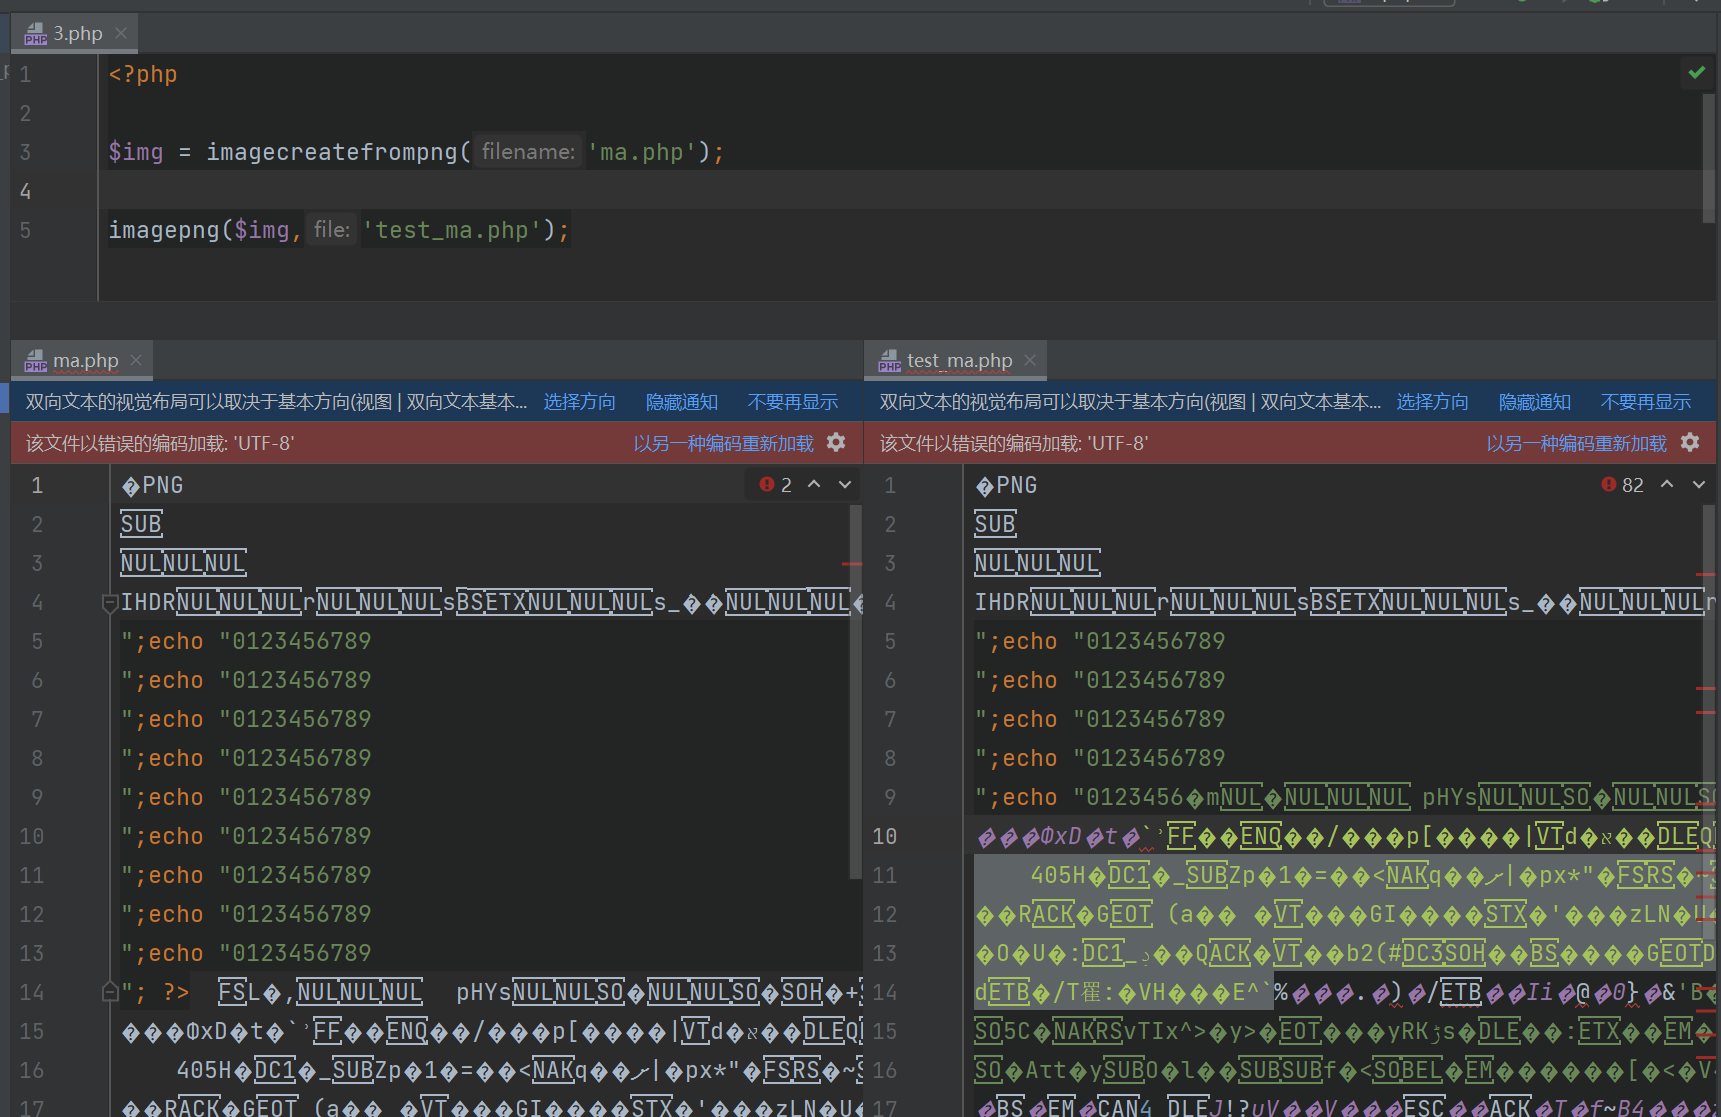 3.php
1 <?php
2
3 $img = imagecreatefrompng( filename: 'ma.php');
4
5 imagepng($img, file: 'test_ma.php');
ma.php
双向文本的视觉布局可以取决于基本方向(视图 | 双向文本基本... 选择方向 隐藏通知 不要再显示
该文件以错误的编码加载: 'UTF-8' 以另一种编码重新加载
1 �PNG 2
2 SUB
3 NULNULNUL
4 IHDRNULNULNULrNULNULNULsBSETXNULNULNULs_��NULNULNUL�
5 ";echo "0123456789
6 ";echo "0123456789
7 ";echo "0123456789
8 ";echo "0123456789
9 ";echo "0123456789
10 ";echo "0123456789
11 ";echo "0123456789
12 ";echo "0123456789
13 ";echo "0123456789
14 "; ?> FSL�,NULNULNUL pHYsNULNULSO�NULNULSO�SOH�+
15 ���ФxD�t�`FF��ENQ��/���p[����|VTd�א��DLEQ
16 405H�DC1�_SUBZp�1�=��<NAKq��|�px*"�FSRS�~
17 ��RACK�GEOT (a�� �VT���GI����STX�'���zLN�U�
test_ma.php
双向文本的视觉布局可以取决于基本方向(视图 | 双向文本基本... 选择方向 隐藏通知 不要再显示
该文件以错误的编码加载: 'UTF-8' 以另一种编码重新加载
1 �PNG 82
2 SUB
3 NULNULNUL
4 IHDRNULNULNULrNULNULNULsBSETXNULNULNULs_��NULNULNULr
5 ";echo "0123456789
6 ";echo "0123456789
7 ";echo "0123456789
8 ";echo "0123456789
9 ";echo "0123456�mNUL�NULNULNUL pHYsNULNULSO�NULNULSO
10 ���ФxD�t�`FF��ENQ��/���p[����|VTd�א��DLEQ
11 405H�DC1�_SUBZp�1�=��<NAKq��|�px*"�FSRS�~
12 ��RACK�GEOT (a�� �VT���GI����STX�'���zLN�U
13 �O�U�:DC1_��QACK�VT��b2(#DC3SOH��BS����GEOTD
14 dETB�/T翟:�VH���E^`%���.�)�/ETB��Ii�@�0}�&'B�
15 SO5C�NAKRSvTIx^>�y>�EOT���yRKs�DLE��:ETX��EM�
16 SO�Aτt�ySUBO�l��SUBSUBf�<SOBEL�EM������[�<�V
17 �BS�EM�CAN4 DLEJ!?υV��V���ESC��ACK�T�f~B4���